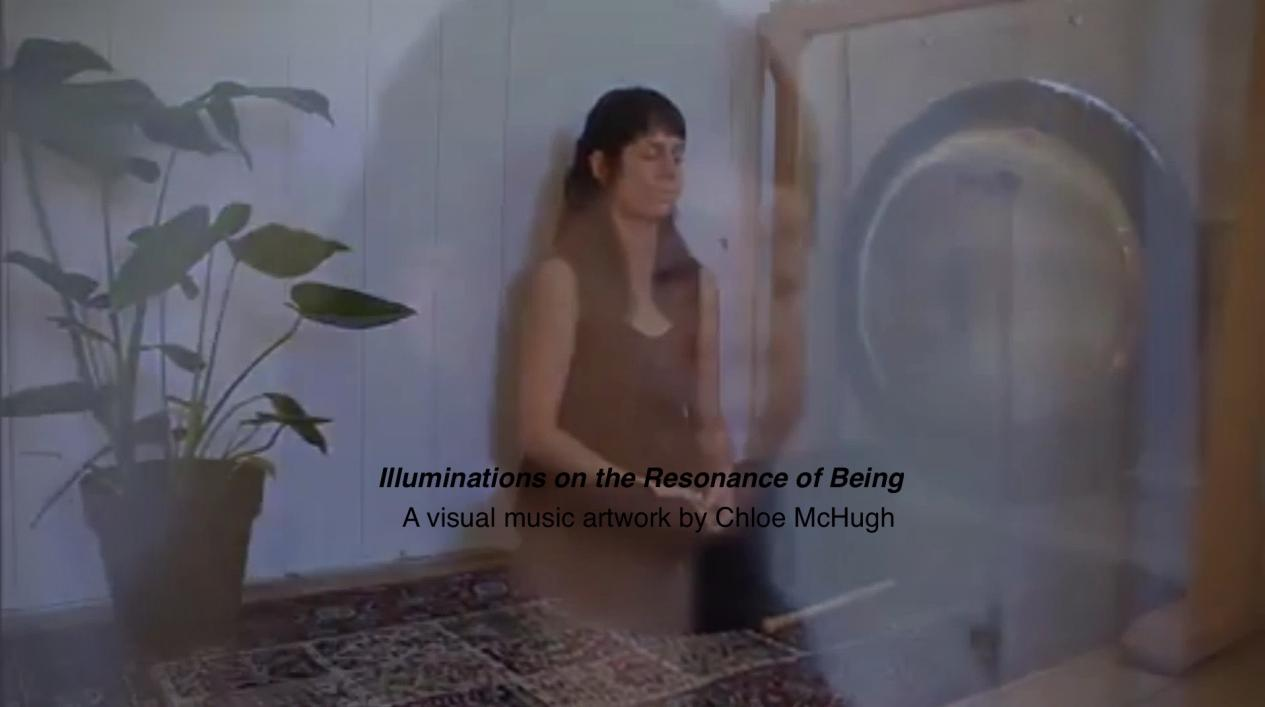 Illuminations on the Resonance of Being
A visual music artwork by Chloe McHugh